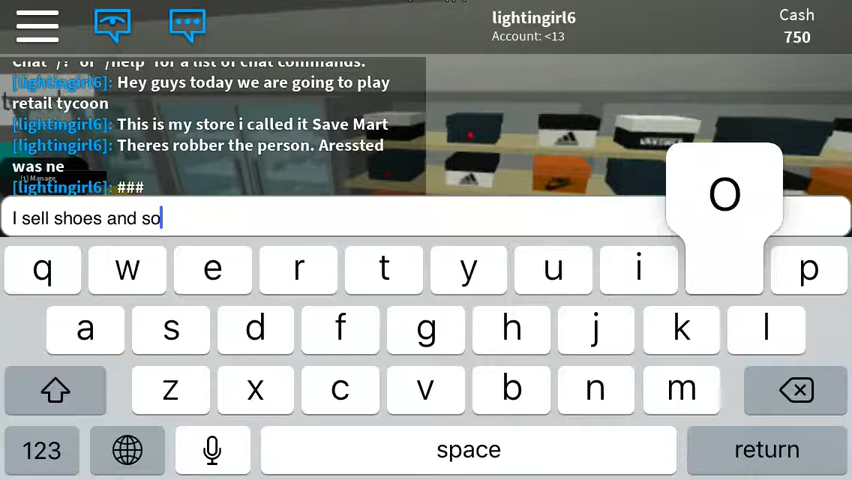 lightingirl6
Account: <13
Cash
750
Chat '/?' or '/help' for a list of chat commands.
[lightingirl6]: Hey guys today we are going to play
retail tycoon
[lightingirl6]: This is my store i called it Save Mart
[lightingirl6]: Theres robber the person. Aressted
was ne
[1] Manage
[lightingirl6]: ###
I sell shoes and so
O
q w e r t y u i p
a s d f g h j k l
z x c v b n m
123 space return